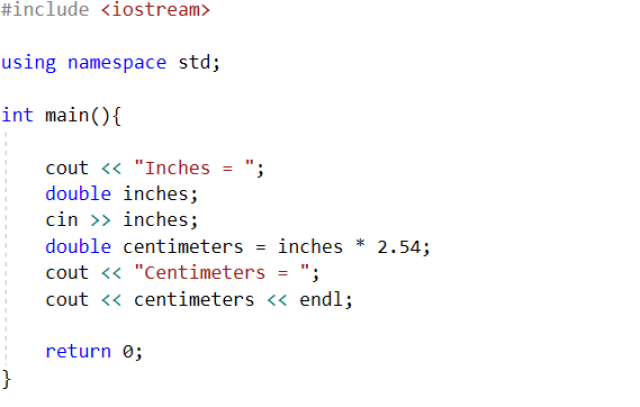 #include <iostream>
using namespace std;
int main(){
cout << "Inches = ";
double inches;
cin >> inches;
double centimeters = inches * 2.54;
cout << "Centimeters = ";
cout << centimeters << endl;
return 0;
}